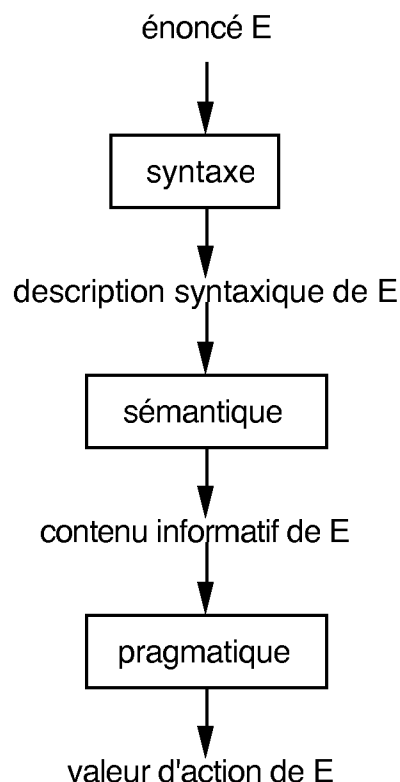 énoncé E
syntaxe
description syntaxique de E
sémantique
contenu informatif de E
pragmatique
valeur d'action de E